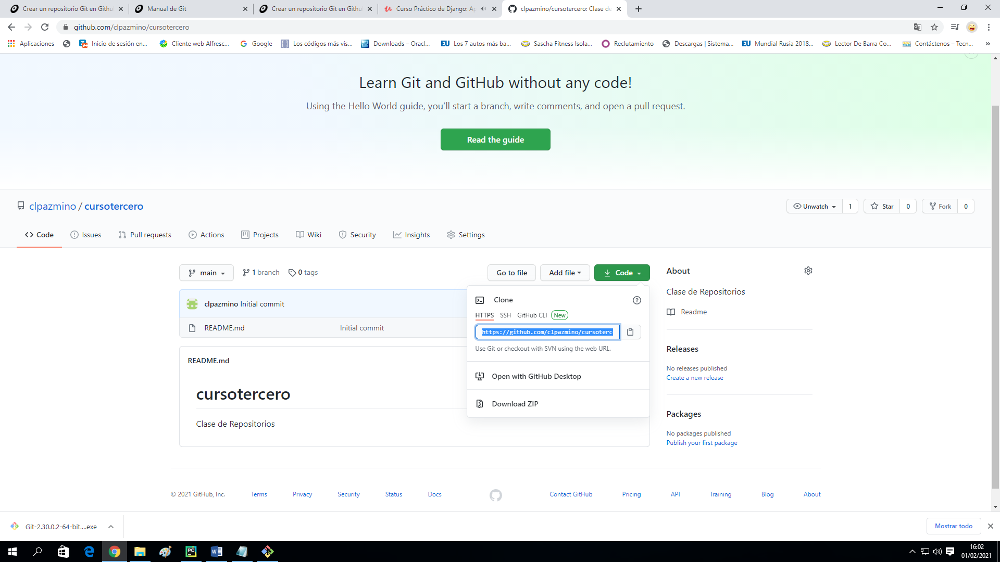 Crear un repositorio Git en Githu
Manual de Git
Crear un repositorio Git en Githu
Curso Práctico de Django: Ap
clpazmino/cursotercero: Clase de
github.com/clpazmino/cursotercero
Aplicaciones
Inicio de sesión en...
Cliente web Alfresc...
Google
Los códigos más vis...
Downloads – Oracl...
EU Los 7 autos más ba...
Sascha Fitness Isola...
Reclutamiento
Descargas | Sistema...
EU Mundial Rusia 2018...
Lector De Barra Co...
Contáctenos – Tecn...
»
Learn Git and GitHub without any code!
Using the Hello World guide, you’ll start a branch, write comments, and open a pull request.
Read the guide
clpazmino / cursotercero
Unwatch 1
Star 0
Fork 0
Code
Issues
Pull requests
Actions
Projects
Wiki
Security
Insights
Settings
main
1 branch
0 tags
Go to file
Add file
Code
clpazmino Initial commit
README.md
Initial commit
Clone
HTTPS
SSH
GitHub CLI
New
https://github.com/clpazmino/cursoterc
Use Git or checkout with SVN using the web URL.
Open with GitHub Desktop
Download ZIP
README.md
cursotercero
Clase de Repositorios
About
Clase de Repositorios
Readme
Releases
No releases published
Create a new release
Packages
No packages published
Publish your first package
© 2021 GitHub, Inc.
Terms
Privacy
Security
Status
Docs
Contact GitHub
Pricing
API
Training
Blog
About
Git-2.30.0.2-64-bit....exe
Mostrar todo
16:02
01/02/2021